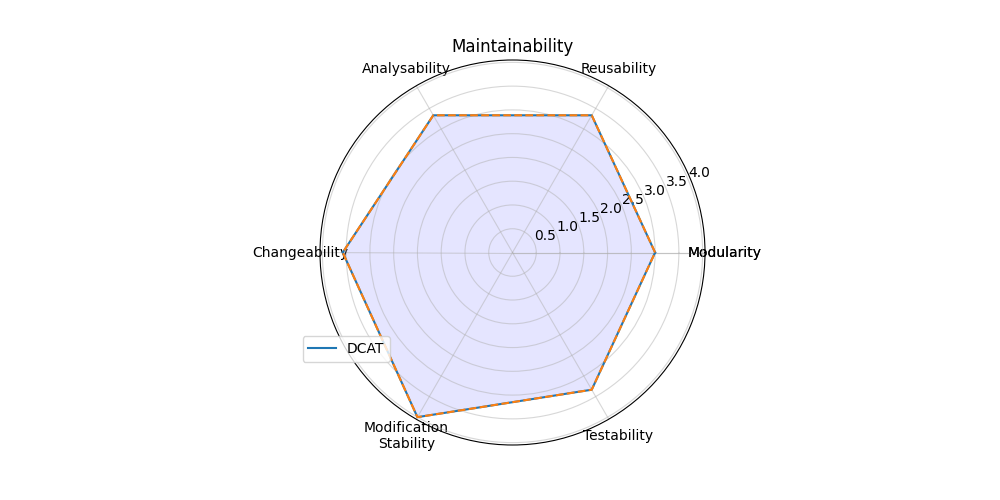 Maintainability
Analysability
Reusability
4.0
3.5
3.0
2.5
2.0
1.5
1.0
0.5
Changeability
Modularity
DCAT
Modification
Stability
Testability